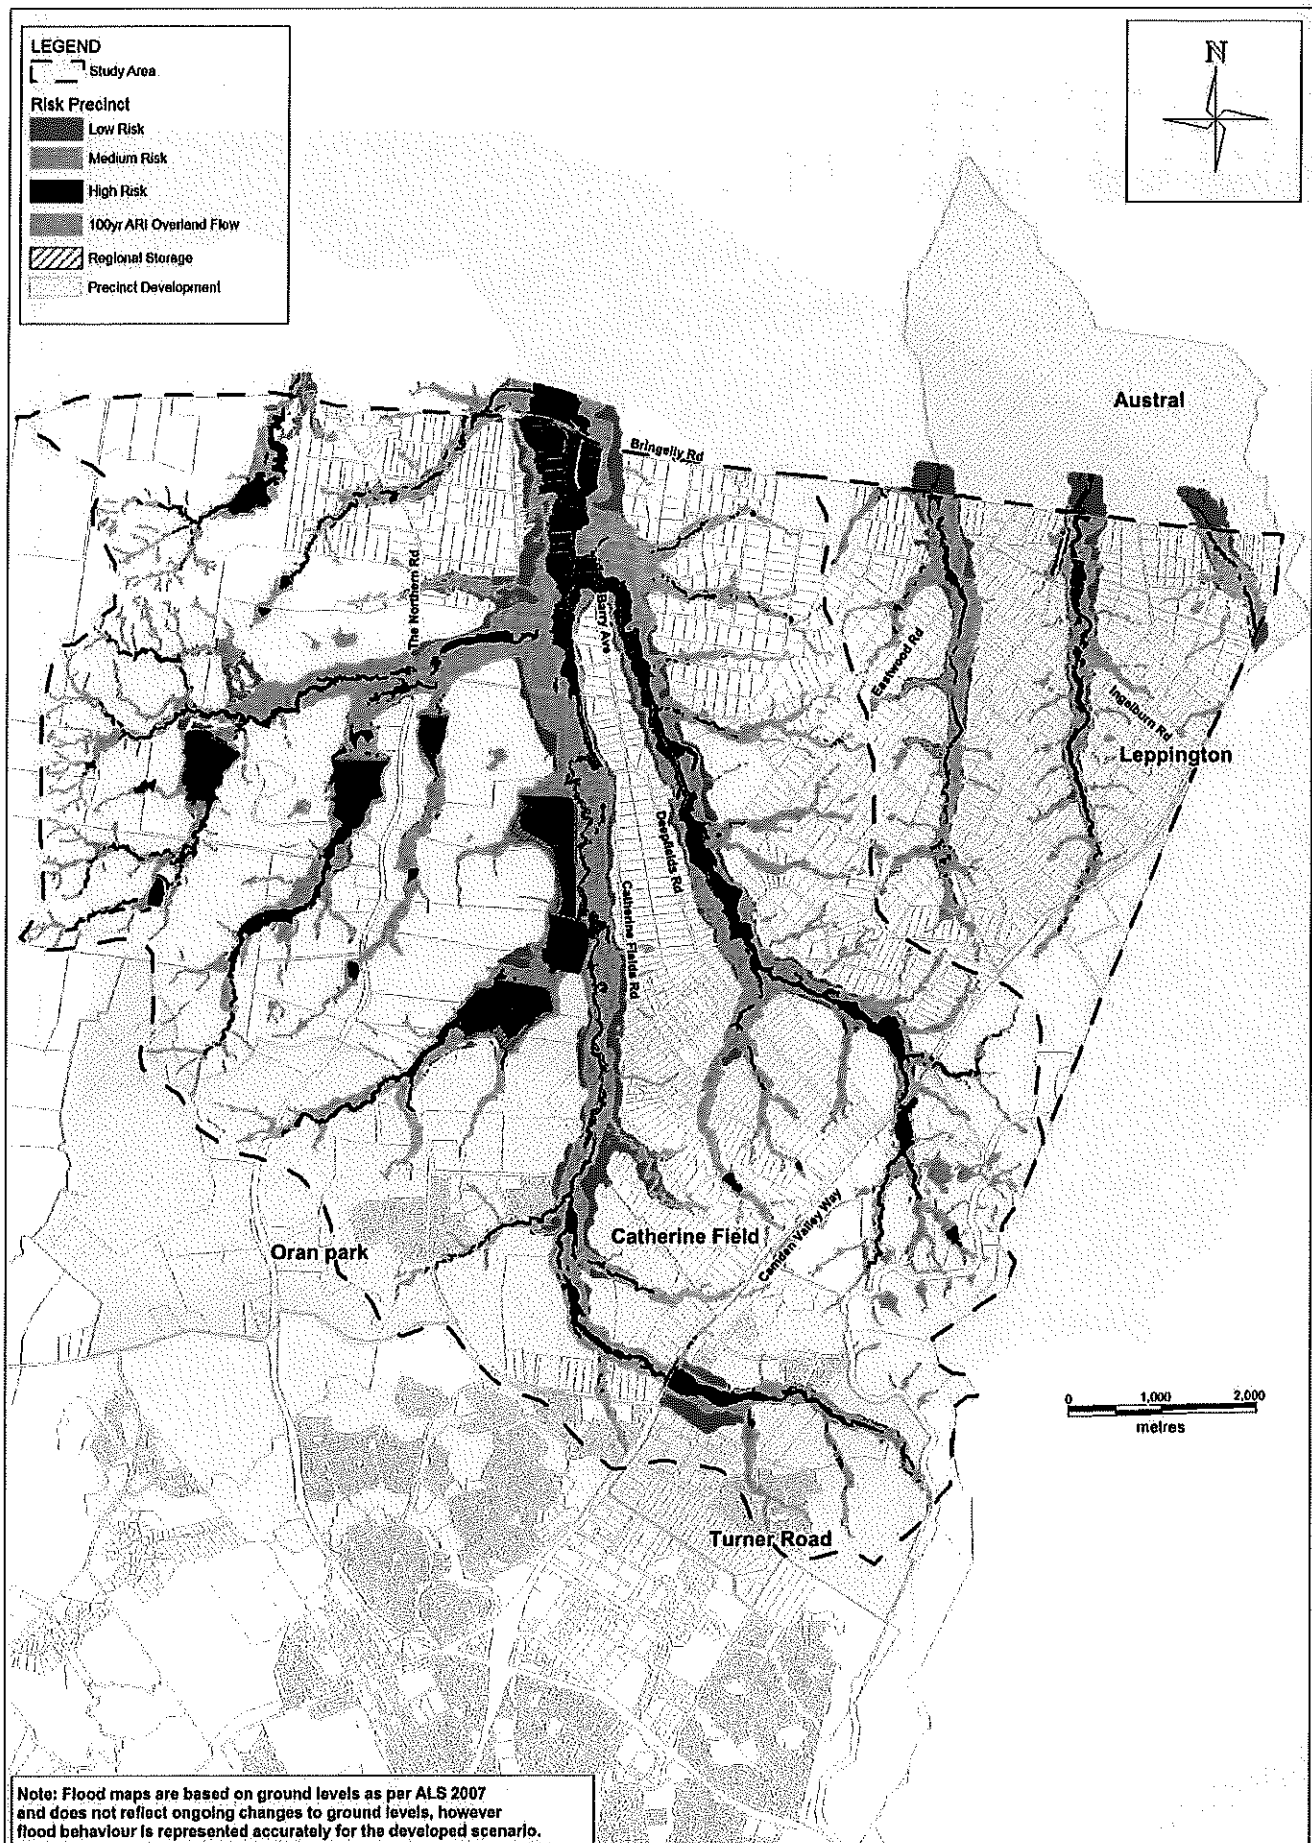 LEGEND
Study Area
Risk Precinct
Low Risk
Medium Risk
High Risk
100yr ARI Overland Flow
Regional Storage
Precinct Development
N
Austral
Bringelly Rd
The Northern Rd
Barry Ave
Eastwood Rd
Ingelburn Rd
Leppington
Deepfields Rd
Catherine Fields Rd
Camden Valley Way
Catherine Field
Oran park
0 1,000 2,000
metres
Turner Road
Note: Flood maps are based on ground levels as per ALS 2007
and does not reflect ongoing changes to ground levels, however
flood behaviour is represented accurately for the developed scenario.